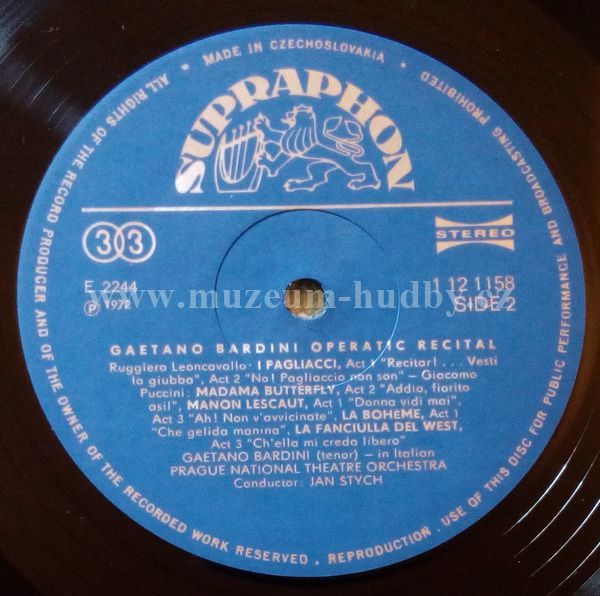 ALL RIGHTS OF THE RECORD PRODUCER AND OF THE OWNER OF THE RECORDED WORK RESERVED • REPRODUCTION • USE OF THIS DISC FOR PUBLIC PERFORMANCE AND BROADCASTING PROHIBITED
• MADE IN CZECHOSLOVAKIA •
SUPRAPHON
33
STEREO
E 2244
1 12 1158
Ⓟ 1972
SIDE 2
www.muzeum-hudby.cz
GAETANO BARDINI OPERATIC RECITAL
Ruggiero Leoncavallo: I PAGLIACCI, Act 1 "Recitar! . . . Vesti
la giubba", Act 2 "No! Pagliaccio non son" – Giacomo
Puccini: MADAMA BUTTERFLY, Act 2 "Addio, fiorito
asil", MANON LESCAUT, Act 1 "Donna vidi mai",
Act 3 "Ah! Non v'avvicinate", LA BOHEME, Act 1
"Che gelida manina", LA FANCIULLA DEL WEST,
Act 3 "Ch'ella mi creda libero"
GAETANO BARDINI (tenor) – in Italian
PRAGUE NATIONAL THEATRE ORCHESTRA
Conductor: JAN STYCH